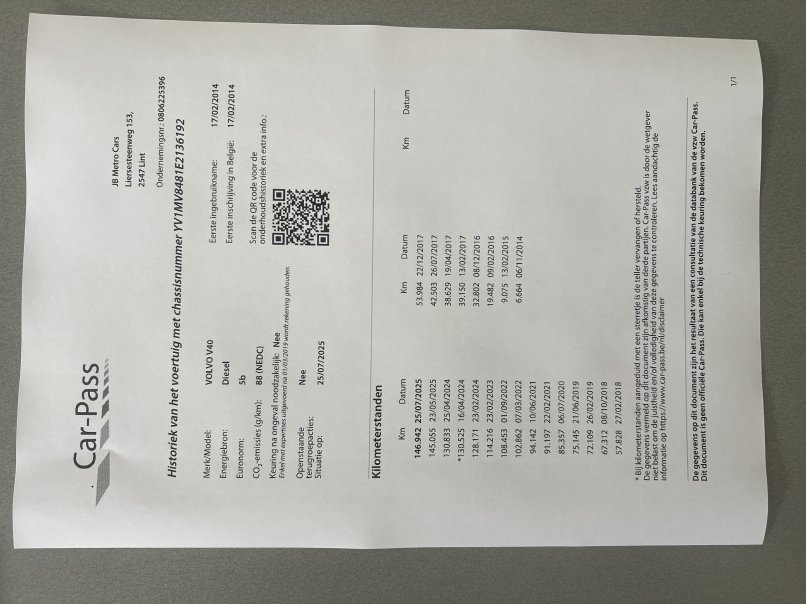 Car-Pass
JB Metro Cars
Liersesteenweg 153,
2547 Lint
Ondernemingsnr.: 0806225396
Historiek van het voertuig met chassisnummer YV1MV8481E2136192
Merk/Model: VOLVO V40
Energiebron: Diesel
Euronorm: 5b
CO₂-emissies (g/km): 88 (NEDC)
Keuring na ongeval noodzakelijk: Nee
Enkel met expertises uitgevoerd na 01/03/2019 wordt rekening gehouden.
Openstaande Nee
terugroepacties:
Situatie op: 25/07/2025
Eerste ingebruikname: 17/02/2014
Eerste inschrijving in België: 17/02/2014
Scan de QR code voor de
onderhoudshistoriek en extra info.:
Kilometerstanden
Km Datum
146.942 25/07/2025
145.055 23/05/2025
130.833 25/04/2024
*130.525 16/04/2024
128.171 23/02/2024
114.216 23/02/2023
108.453 01/09/2022
102.862 07/03/2022
94.142 10/06/2021
91.197 22/02/2021
85.357 06/07/2020
75.145 21/06/2019
72.109 26/02/2019
67.312 08/10/2018
57.828 27/02/2018
Km Datum
53.984 22/12/2017
42.503 26/07/2017
38.629 19/04/2017
39.150 13/02/2017
32.802 08/12/2016
19.482 09/02/2016
9.075 13/02/2015
6.664 06/11/2014
Km Datum
* Bij kilometerstanden aangeduid met een sterretje is de teller vervangen of hersteld.
De gegevens vermeld op dit document zijn afkomstig van derde partijen. Car-Pass vzw is door de wetgever
niet belast om de juistheid en/of volledigheid van deze gegevens te controleren. Lees aandachtig de
informatie op https://www.car-pass.be/nl/disclaimer
De gegevens op dit document zijn het resultaat van een consultatie van de databank van de vzw Car-Pass.
Dit document is geen officiële Car-Pass. Die kan enkel bij de technische keuring bekomen worden.
1/1